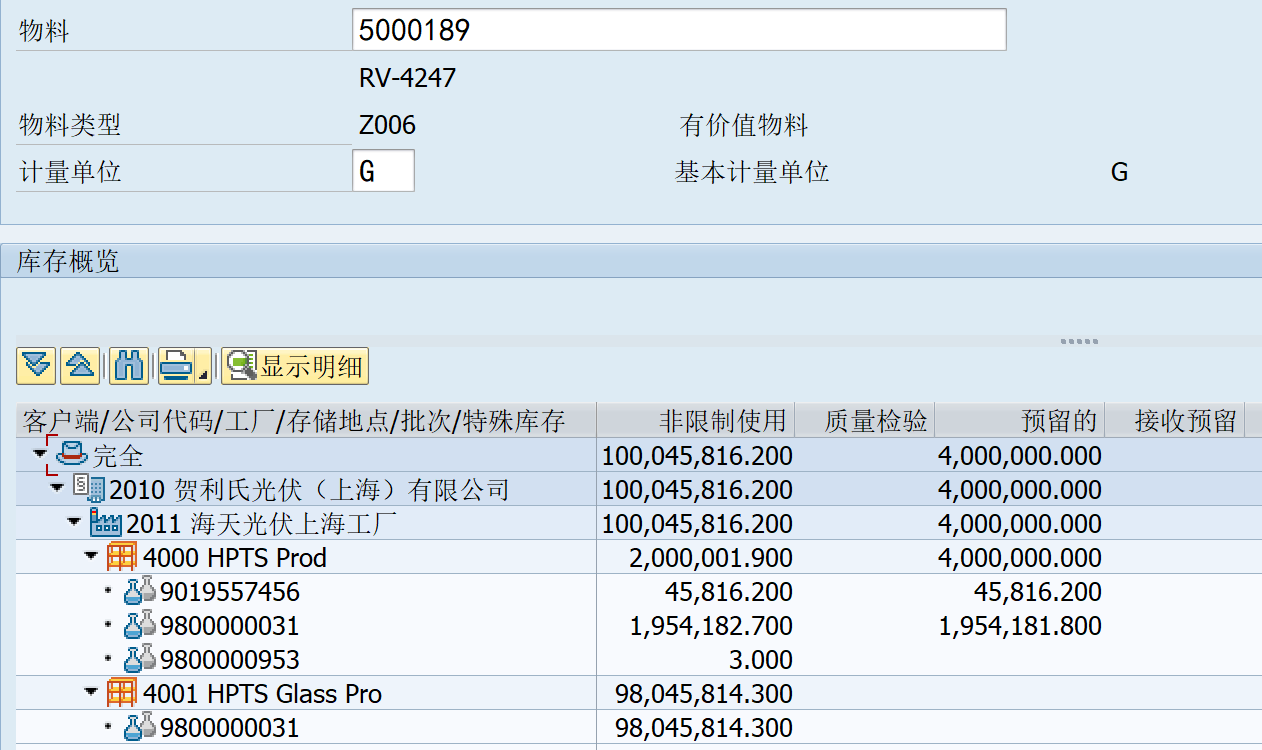 物料 5000189
RV-4247
物料类型 Z006 有价值物料
计量单位 G 基本计量单位 G
库存概览
显示明细
客户端/公司代码/工厂/存储地点/批次/特殊库存 非限制使用 质量检验 预留的 接收预留
完全 100,045,816.200 4,000,000.000
2010 贺利氏光伏（上海）有限公司 100,045,816.200 4,000,000.000
2011 海天光伏上海工厂 100,045,816.200 4,000,000.000
4000 HPTS Prod 2,000,001.900 4,000,000.000
9019557456 45,816.200 45,816.200
9800000031 1,954,182.700 1,954,181.800
9800000953 3.000
4001 HPTS Glass Pro 98,045,814.300
9800000031 98,045,814.300